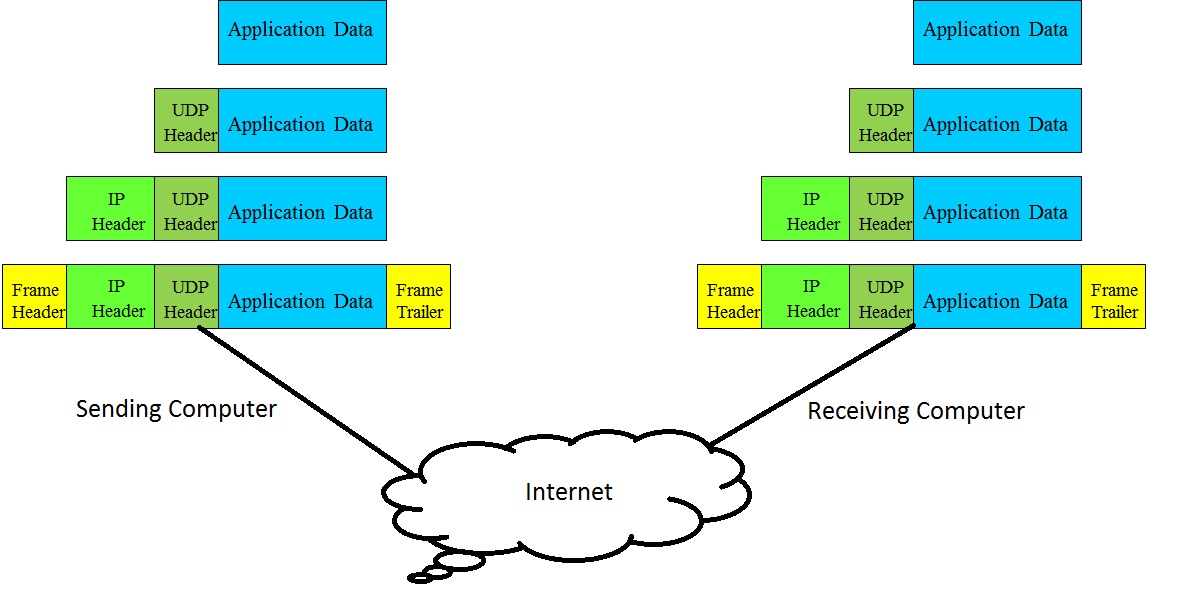 Application Data
Application Data
UDP
Header
Application Data
UDP
Header
Application Data
IP
Header
UDP
Header
Application Data
IP
Header
UDP
Header
Application Data
Frame
Header
IP
Header
UDP
Header
Application Data
Frame
Trailer
Frame
Header
IP
Header
UDP
Header
Application Data
Frame
Trailer
Sending Computer
Receiving Computer
Internet